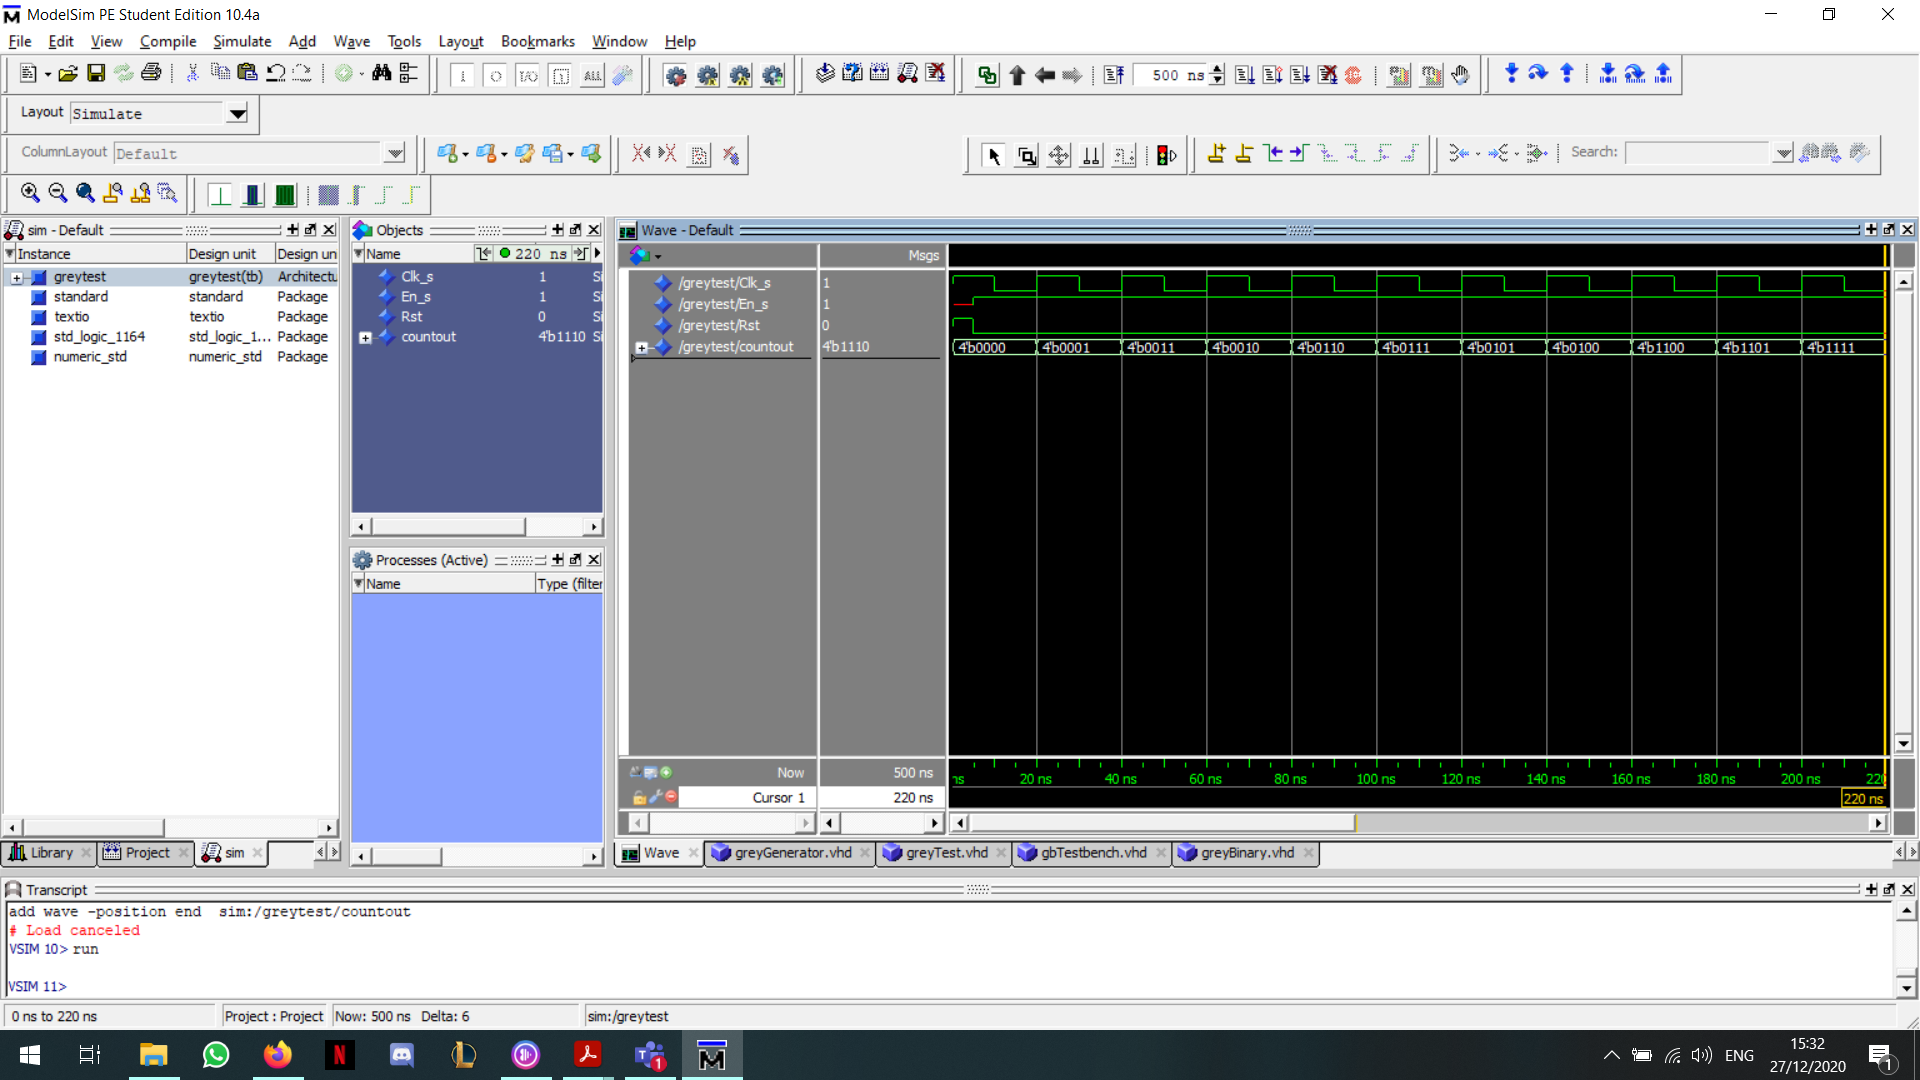 ModelSim PE Student Edition 10.4a
File Edit View Compile Simulate Add Wave Tools Layout Bookmarks Window Help
500 ns
Layout Simulate
ColumnLayout Default
Search:
sim - Default
Instance Design unit Design un
greytest greytest(tb) Architectu
standard standard Package
textio textio Package
std_logic_1164 std_logic_1... Package
numeric_std numeric_std Package
Library Project sim
Objects
Name 220 ns
Clk_s 1 Si
En_s 1 Si
Rst 0 Si
countout 4'b1110 Si
Processes (Active)
Name Type (filter
Wave - Default
Msgs
/greytest/Clk_s 1
/greytest/En_s 1
/greytest/Rst 0
/greytest/countout 4'b1110
4'b0000 4'b0001 4'b0011 4'b0010 4'b0110 4'b0111 4'b0101 4'b0100 4'b1100 4'b1101 4'b1111
Now 500 ns
ns 20 ns 40 ns 60 ns 80 ns 100 ns 120 ns 140 ns 160 ns 180 ns 200 ns 220
Cursor 1 220 ns
220 ns
Wave greyGenerator.vhd greyTest.vhd gbTestbench.vhd greyBinary.vhd
Transcript
add wave -position end sim:/greytest/countout
# Load canceled
VSIM 10> run
VSIM 11>
0 ns to 220 ns Project : Project Now: 500 ns Delta: 6 sim:/greytest
ENG
15:32
27/12/2020
1